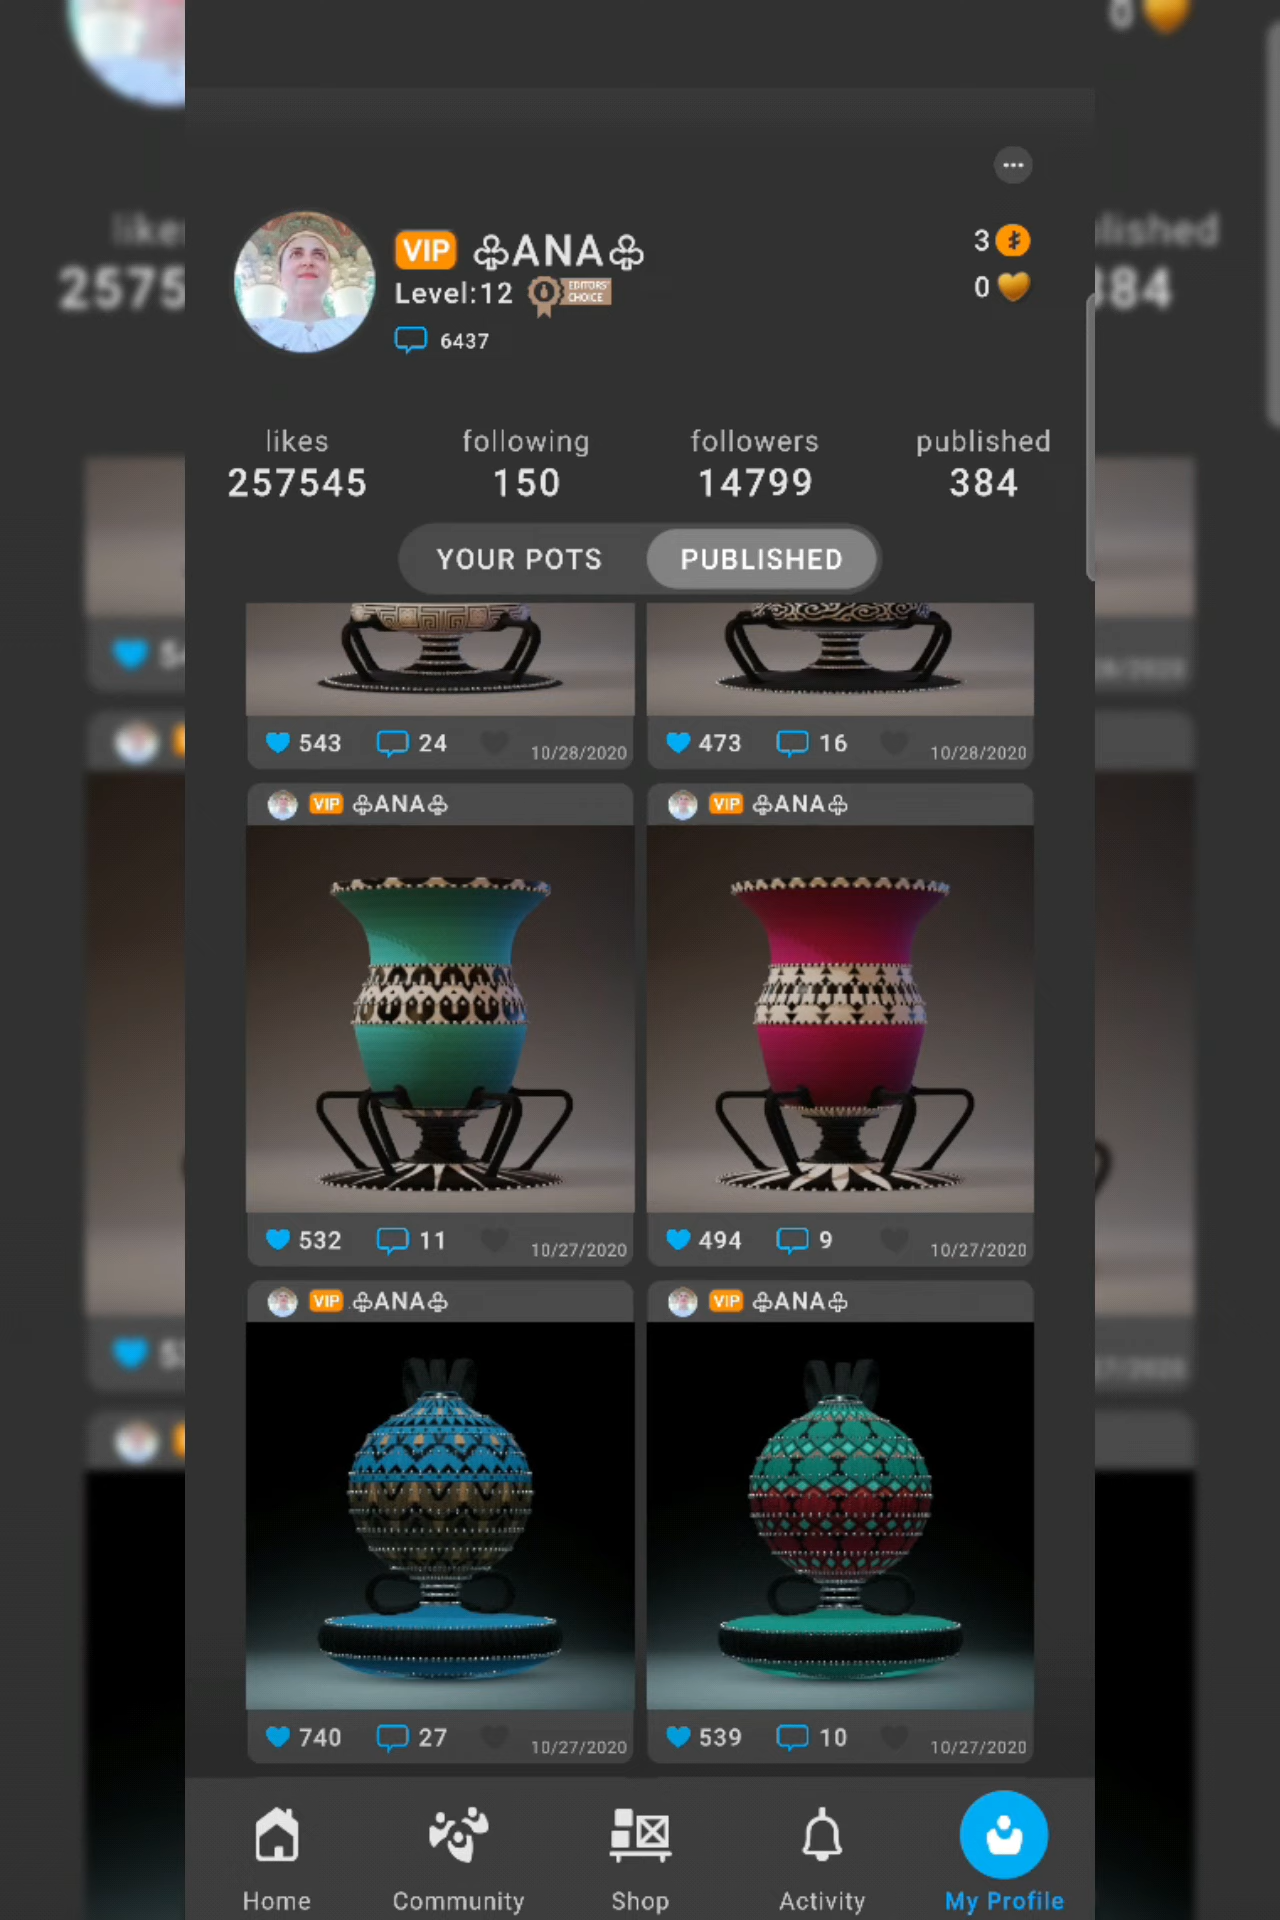 VIP ♧ANA♧
3
Level:12 EDITORS' CHOICE
0
6437
likes following followers published
257545 150 14799 384
YOUR POTS PUBLISHED
543 24 10/28/2020
473 16 10/28/2020
VIP ♧ANA♧
VIP ♧ANA♧
532 11 10/27/2020
494 9 10/27/2020
VIP ♧ANA♧
VIP ♧ANA♧
740 27 10/27/2020
539 10 10/27/2020
Home Community Shop Activity My Profile